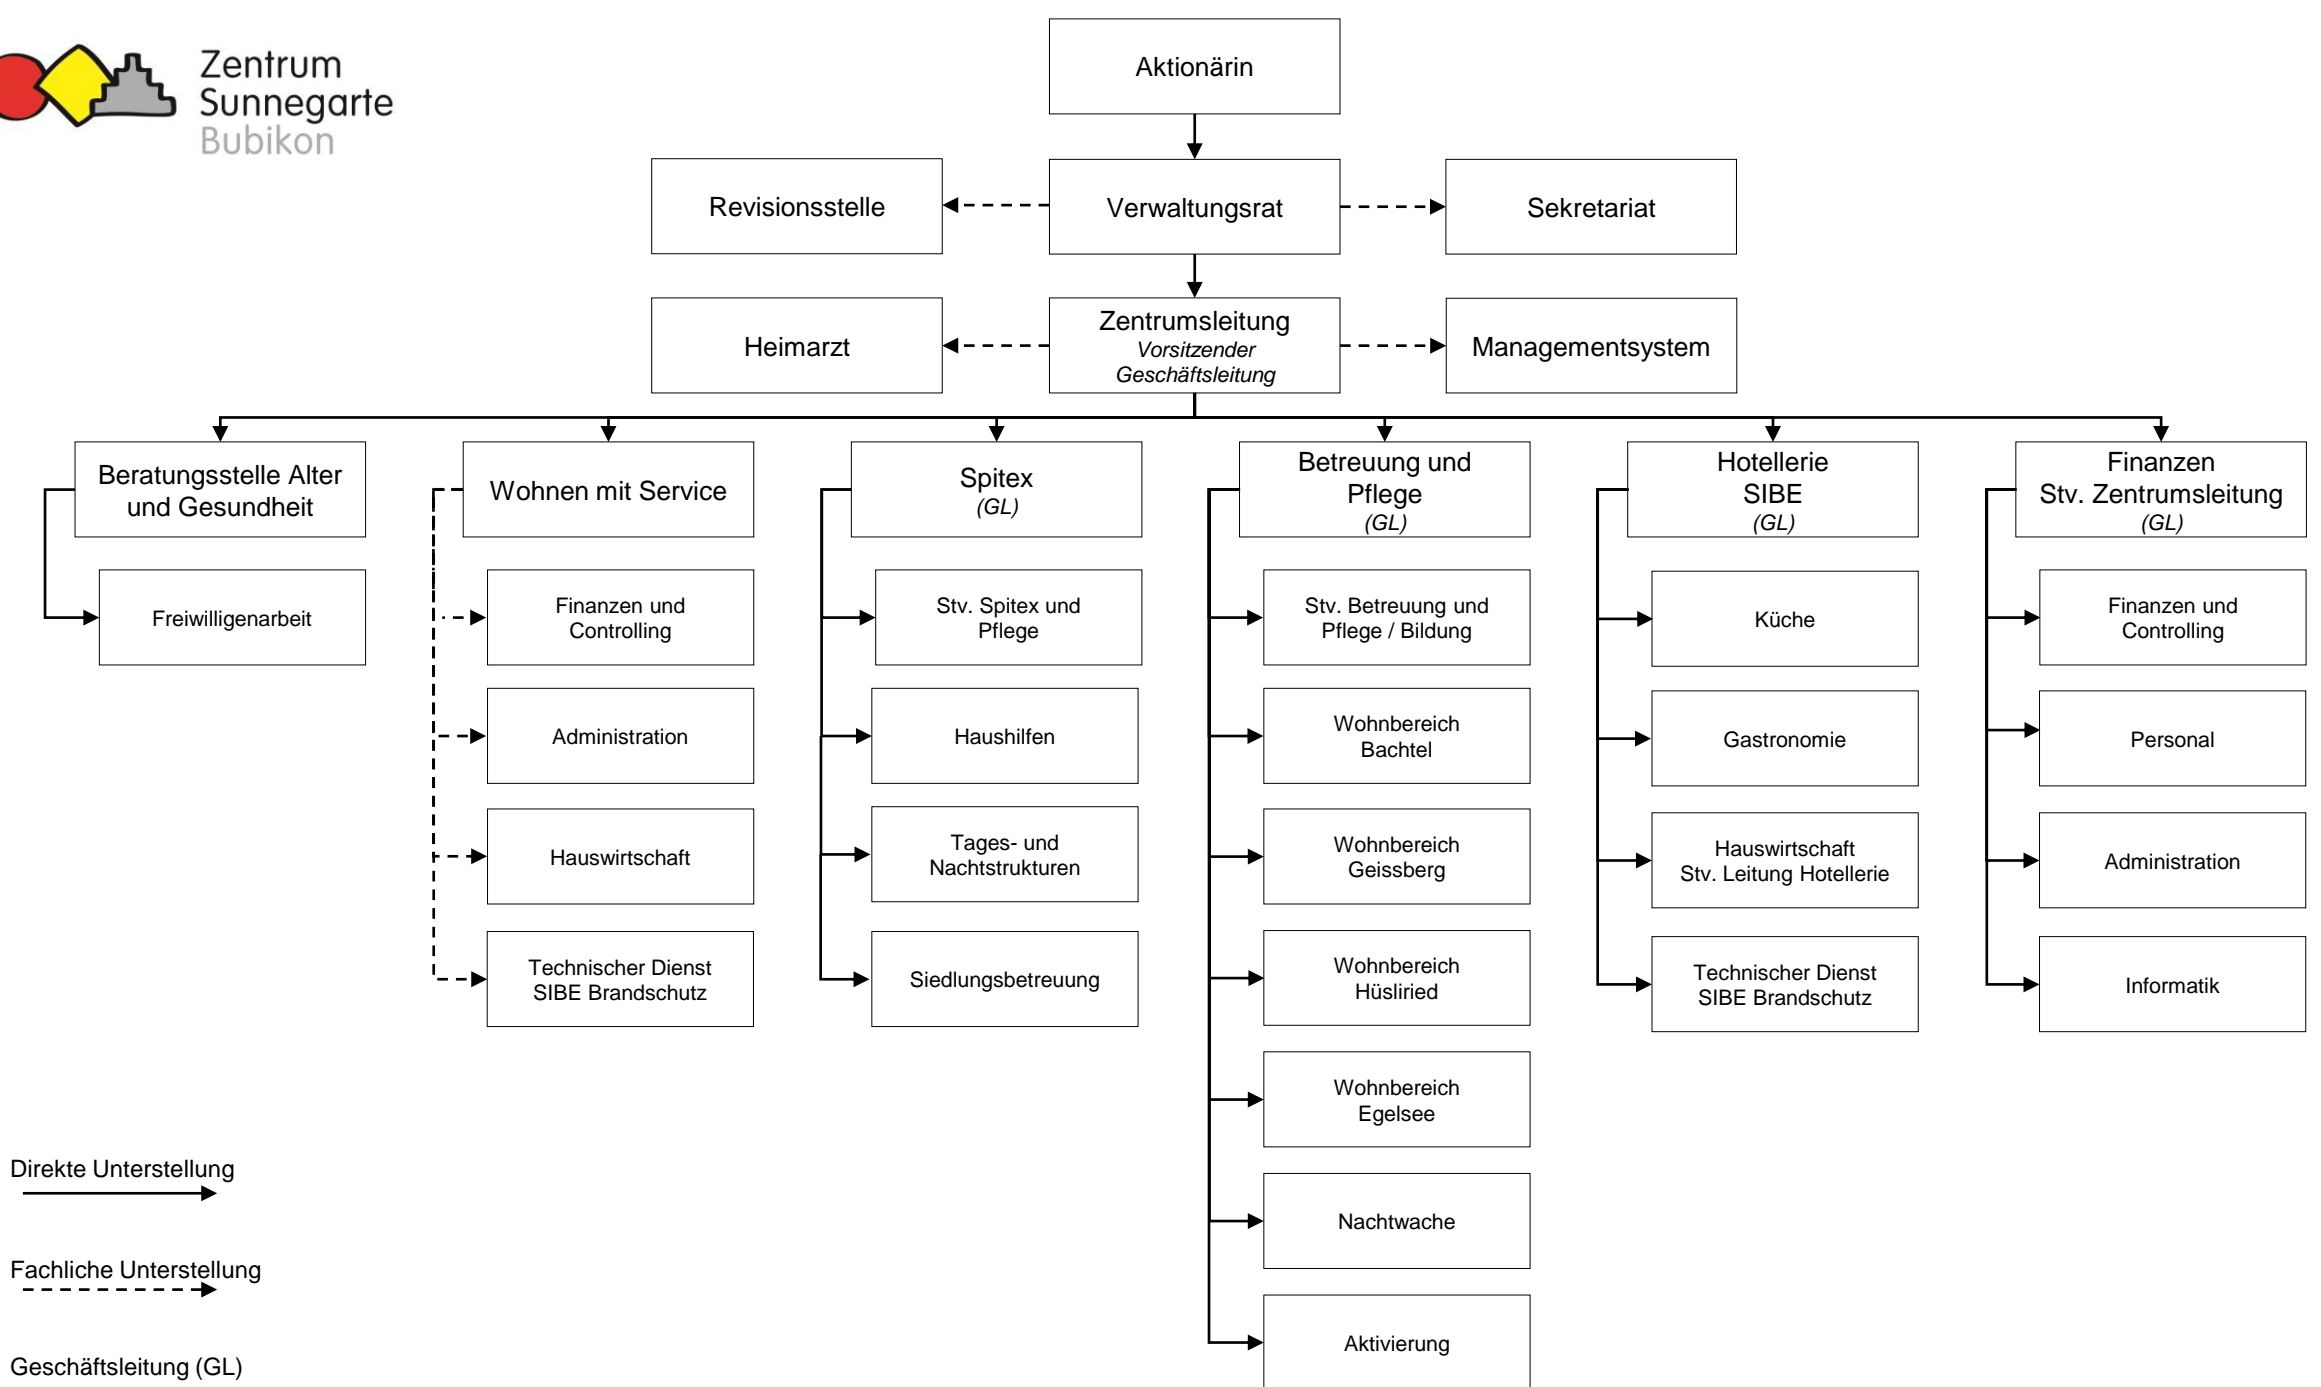 Zentrum
Sunnegarte
Bubikon
Aktionärin
Revisionsstelle
Verwaltungsrat
Sekretariat
Heimarzt
Zentrumsleitung
Vorsitzender
Geschäftsleitung
Managementsystem
Beratungsstelle Alter
und Gesundheit
Wohnen mit Service
Spitex
(GL)
Betreuung und
Pflege
(GL)
Hotellerie
SIBE
(GL)
Finanzen
Stv. Zentrumsleitung
(GL)
Freiwilligenarbeit
Finanzen und
Controlling
Stv. Spitex und
Pflege
Stv. Betreuung und
Pflege / Bildung
Küche
Finanzen und
Controlling
Administration
Haushilfen
Wohnbereich
Bachtel
Gastronomie
Personal
Hauswirtschaft
Tages- und
Nachtstrukturen
Wohnbereich
Geissberg
Hauswirtschaft
Stv. Leitung Hotellerie
Administration
Technischer Dienst
SIBE Brandschutz
Siedlungsbetreuung
Wohnbereich
Hüsliried
Technischer Dienst
SIBE Brandschutz
Informatik
Wohnbereich
Egelsee
Nachtwache
Aktivierung
Direkte Unterstellung
Fachliche Unterstellung
Geschäftsleitung (GL)